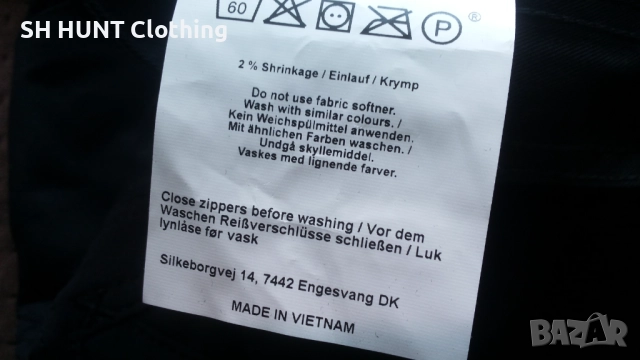 SH HUNT Clothing
60
P
®
2 % Shrinkage / Einlauf / Krymp
Do not use fabric softner.
Wash with similar colours. /
Kein Weichspülmittel anwenden.
Mit ähnlichen Farben waschen. /
Undgå skyllemiddel.
Vaskes med lignende farver.
Close zippers before washing / Vor dem
Waschen Reißverschlüsse schließen / Luk
lynlåse før vask
Silkeborgvej 14, 7442 Engesvang DK
MADE IN VIETNAM
BAZAR